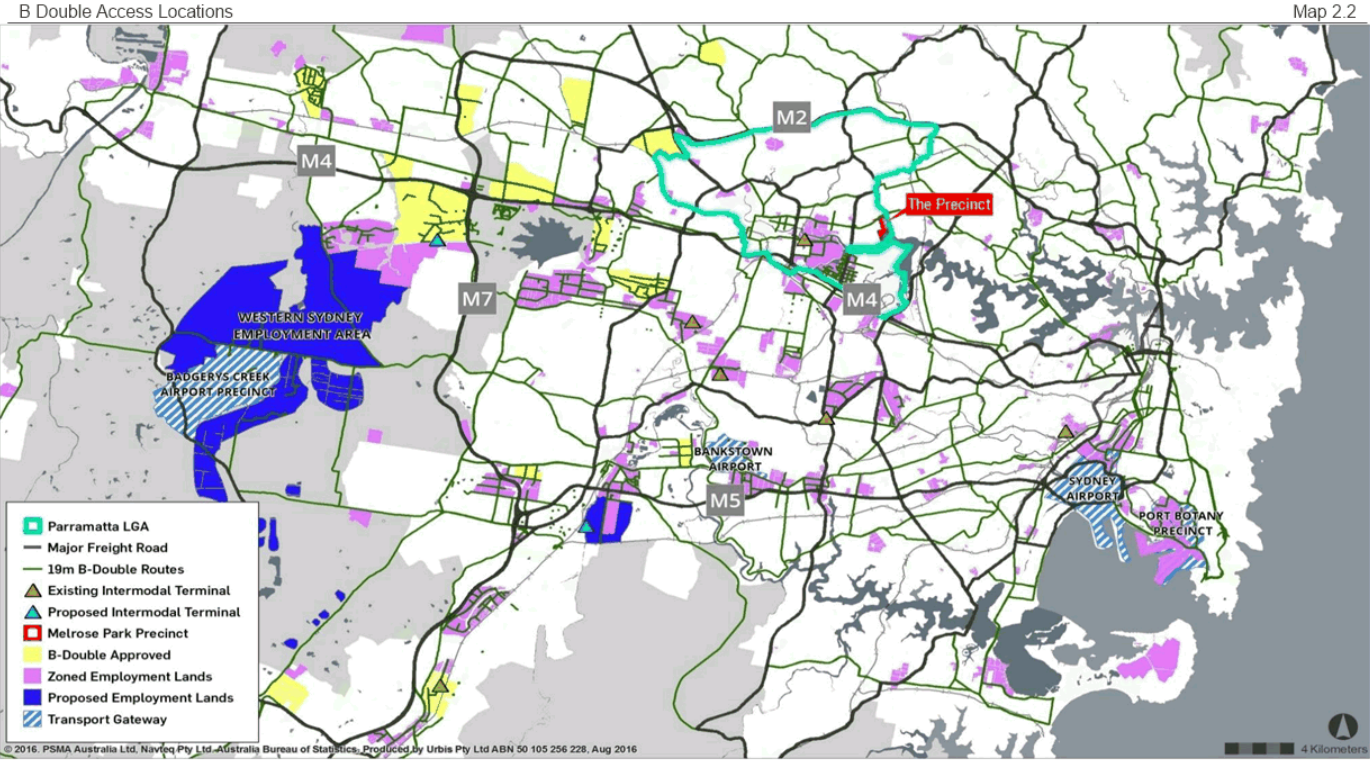 B Double Access Locations
Map 2.2
M2
M4
The Precinct
M7
M4
WESTERN SYDNEY
EMPLOYMENT AREA
BADGERYS CREEK
AIRPORT PRECINCT
BANKSTOWN
AIRPORT
M5
SYDNEY
AIRPORT
PORT BOTANY
PRECINCT
Parramatta LGA
Major Freight Road
19m B-Double Routes
Existing Intermodal Terminal
Proposed Intermodal Terminal
Melrose Park Precinct
B-Double Approved
Zoned Employment Lands
Proposed Employment Lands
Transport Gateway
© 2016. PSMA Australia Ltd, Navteq Pty Ltd. Australia Bureau of Statistics. Produced by Urbis Pty Ltd ABN 50 105 256 228, Aug 2016
4 Kilometers